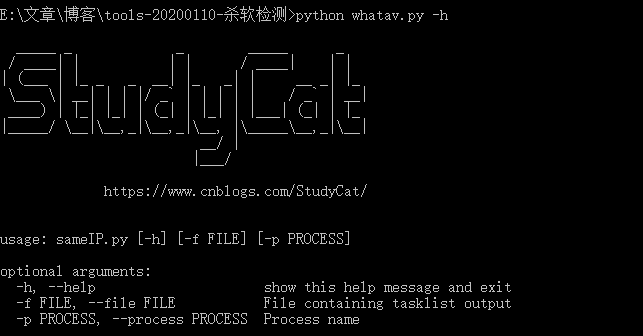 E:\文章\博客\tools-20200110-杀软检测>python whatav.py -h
StudyCat
https://www.cnblogs.com/StudyCat/
usage: sameIP.py [-h] [-f FILE] [-p PROCESS]
optional arguments:
-h, --help show this help message and exit
-f FILE, --file FILE File containing tasklist output
-p PROCESS, --process PROCESS Process name